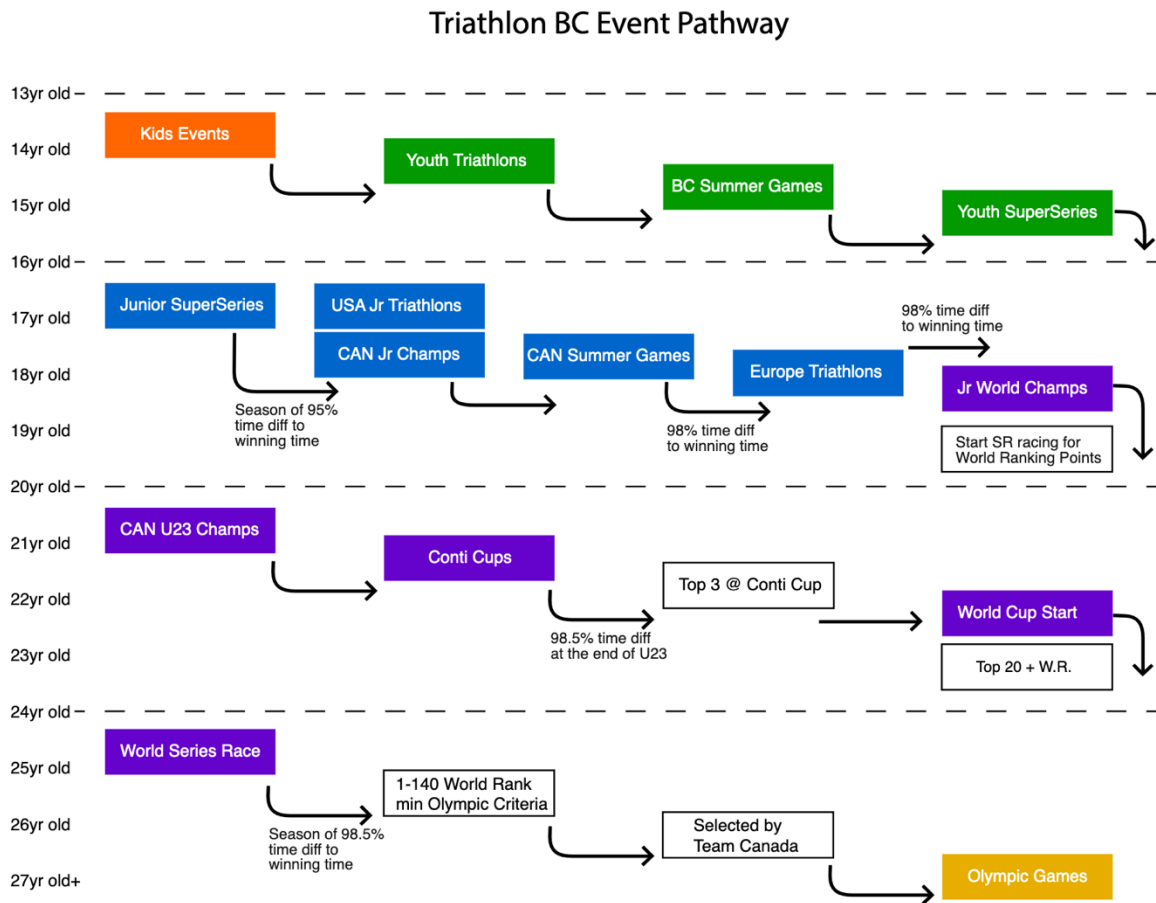 Triathlon BC Event Pathway
13yr old
Kids Events
14yr old
Youth Triathlons
BC Summer Games
15yr old
Youth SuperSeries
16yr old
Junior SuperSeries
USA Jr Triathlons
98% time diff
to winning time
17yr old
CAN Jr Champs
CAN Summer Games
Europe Triathlons
18yr old
Jr World Champs
Season of 95%
time diff to
winning time
98% time diff
to winning time
19yr old
Start SR racing for
World Ranking Points
20yr old
CAN U23 Champs
21yr old
Conti Cups
Top 3 @ Conti Cup
22yr old
World Cup Start
98.5% time diff
at the end of U23
23yr old
Top 20 + W.R.
24yr old
World Series Race
25yr old
1-140 World Rank
min Olympic Criteria
26yr old
Season of 98.5%
time diff to
winning time
Selected by
Team Canada
27yr old+
Olympic Games